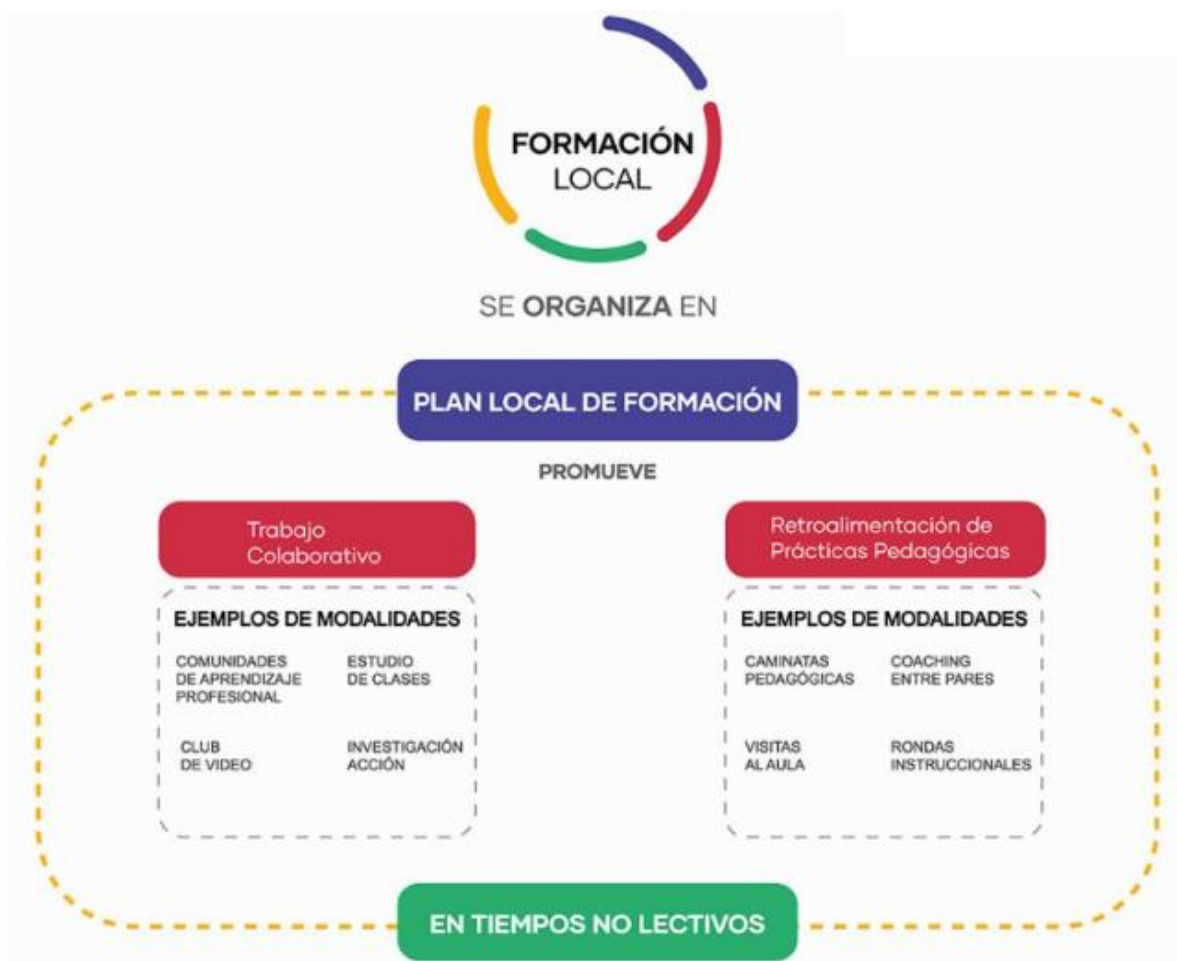 FORMACIÓN
LOCAL
SE ORGANIZA EN
PLAN LOCAL DE FORMACIÓN
PROMUEVE
Trabajo
Colaborativo
EJEMPLOS DE MODALIDADES
COMUNIDADES
DE APRENDIZAJE
PROFESIONAL
ESTUDIO
DE CLASES
CLUB
DE VIDEO
INVESTIGACIÓN
ACCIÓN
Retroalimentación de
Prácticas Pedagógicas
EJEMPLOS DE MODALIDADES
CAMINATAS
PEDAGÓGICAS
COACHING
ENTRE PARES
VISITAS
AL AULA
RONDAS
INSTRUCCIONALES
EN TIEMPOS NO LECTIVOS